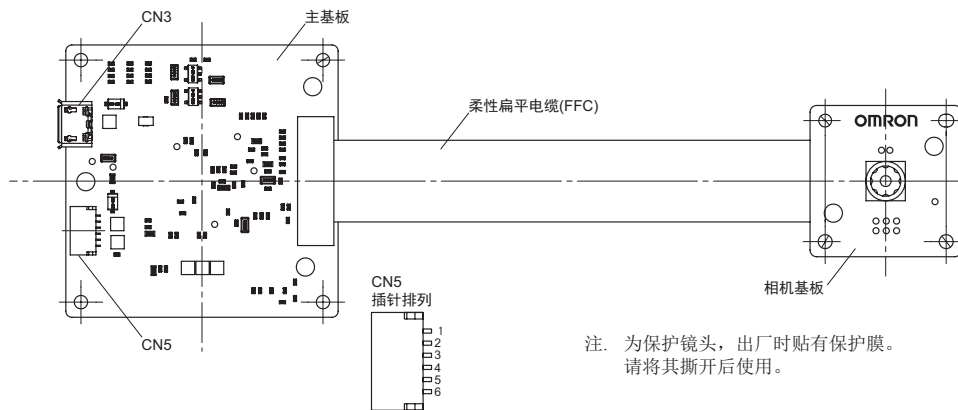 CN3
主基板
柔性扁平电缆(FFC)
OMRON
相机基板
CN5
CN5
插针排列
1
2
3
4
5
6
注. 为保护镜头，出厂时贴有保护膜。
请将其撕开后使用。